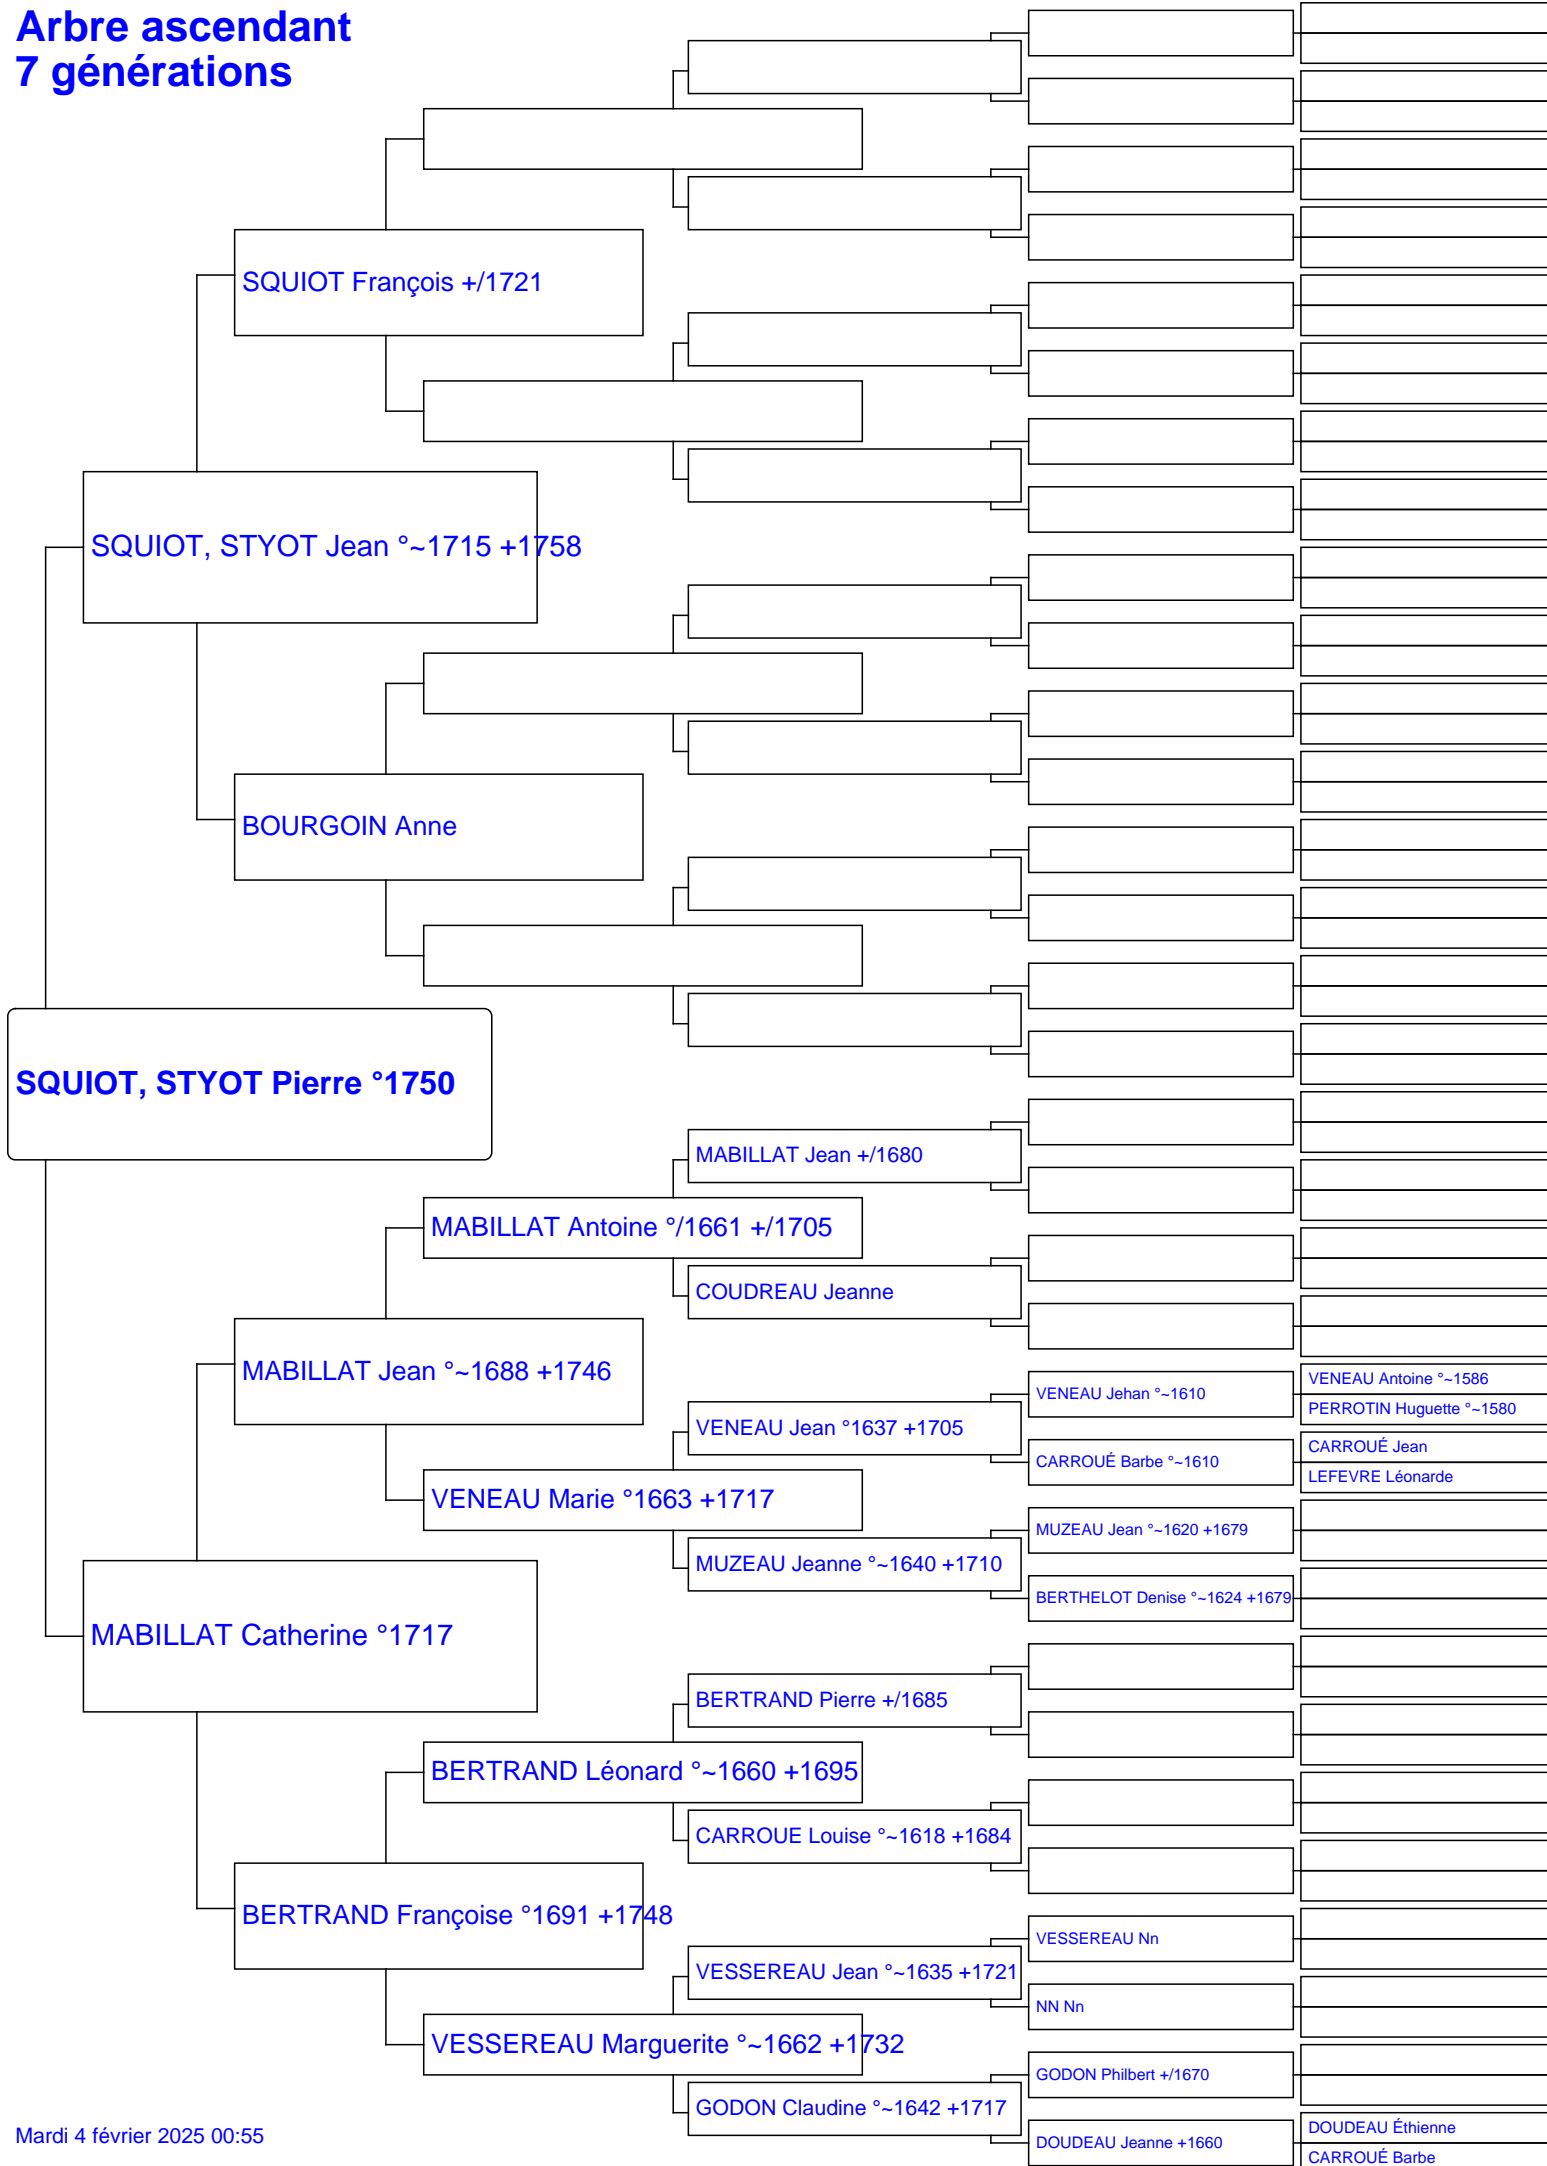 Arbre ascendant
7 générations
SQUIOT François +/1721
SQUIOT, STYOT Jean °~1715 +1758
BOURGOIN Anne
SQUIOT, STYOT Pierre °1750
MABILLAT Jean +/1680
MABILLAT Antoine °/1661 +/1705
COUDREAU Jeanne
MABILLAT Jean °~1688 +1746
VENEAU Antoine °~1586
VENEAU Jehan °~1610
PERROTIN Huguette °~1580
VENEAU Jean °1637 +1705
CARROUÉ Jean
CARROUÉ Barbe °~1610
LEFEVRE Léonarde
VENEAU Marie °1663 +1717
MUZEAU Jean °~1620 +1679
MUZEAU Jeanne °~1640 +1710
BERTHELOT Denise °~1624 +1679
MABILLAT Catherine °1717
BERTRAND Pierre +/1685
BERTRAND Léonard °~1660 +1695
CARROUE Louise °~1618 +1684
BERTRAND Françoise °1691 +1748
VESSEREAU Nn
VESSEREAU Jean °~1635 +1721
NN Nn
VESSEREAU Marguerite °~1662 +1732
GODON Philbert +/1670
GODON Claudine °~1642 +1717
DOUDEAU Éthienne
DOUDEAU Jeanne +1660
CARROUÉ Barbe
Mardi 4 février 2025 00:55